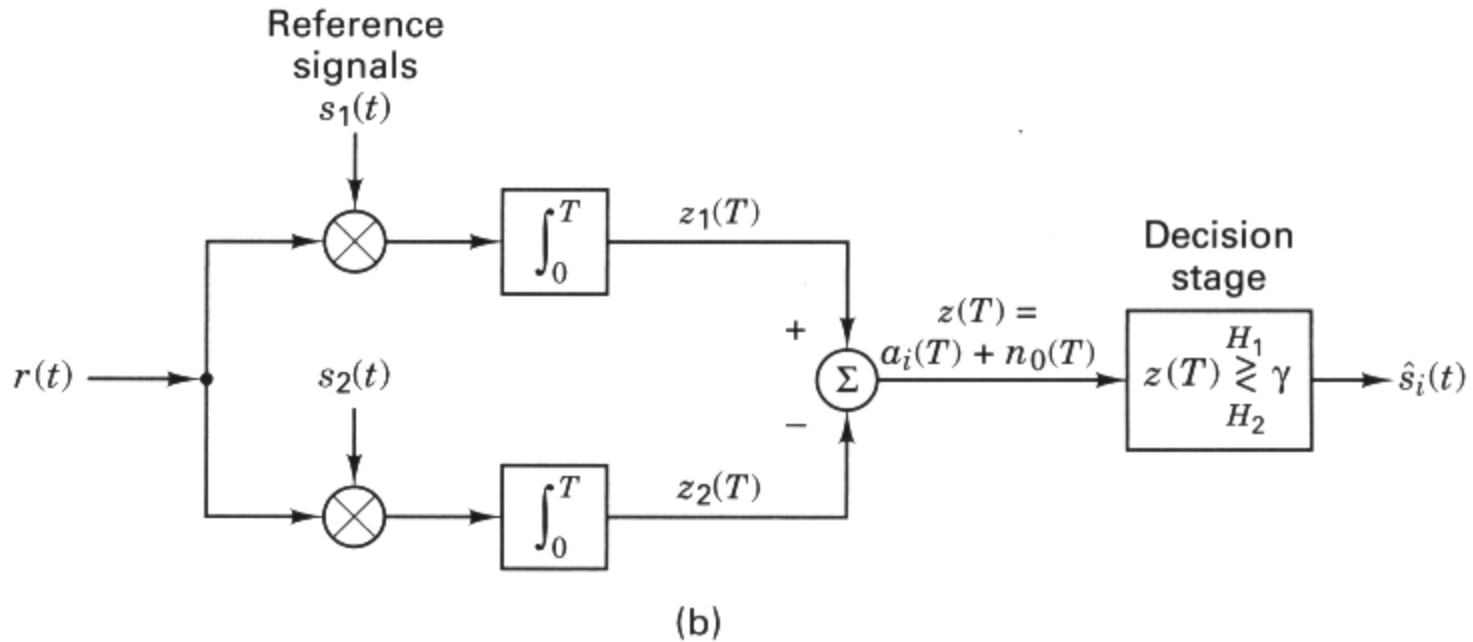 Reference
signals
s₁(t)
∫₀ᵀ
z₁(T)
+
r(t)
s₂(t)
∫₀ᵀ
z₂(T)
−
Σ
z(T) =
aᵢ(T) + n₀(T)
Decision
stage
H₁
z(T) ≷ γ
H₂
ŝᵢ(t)
(b)